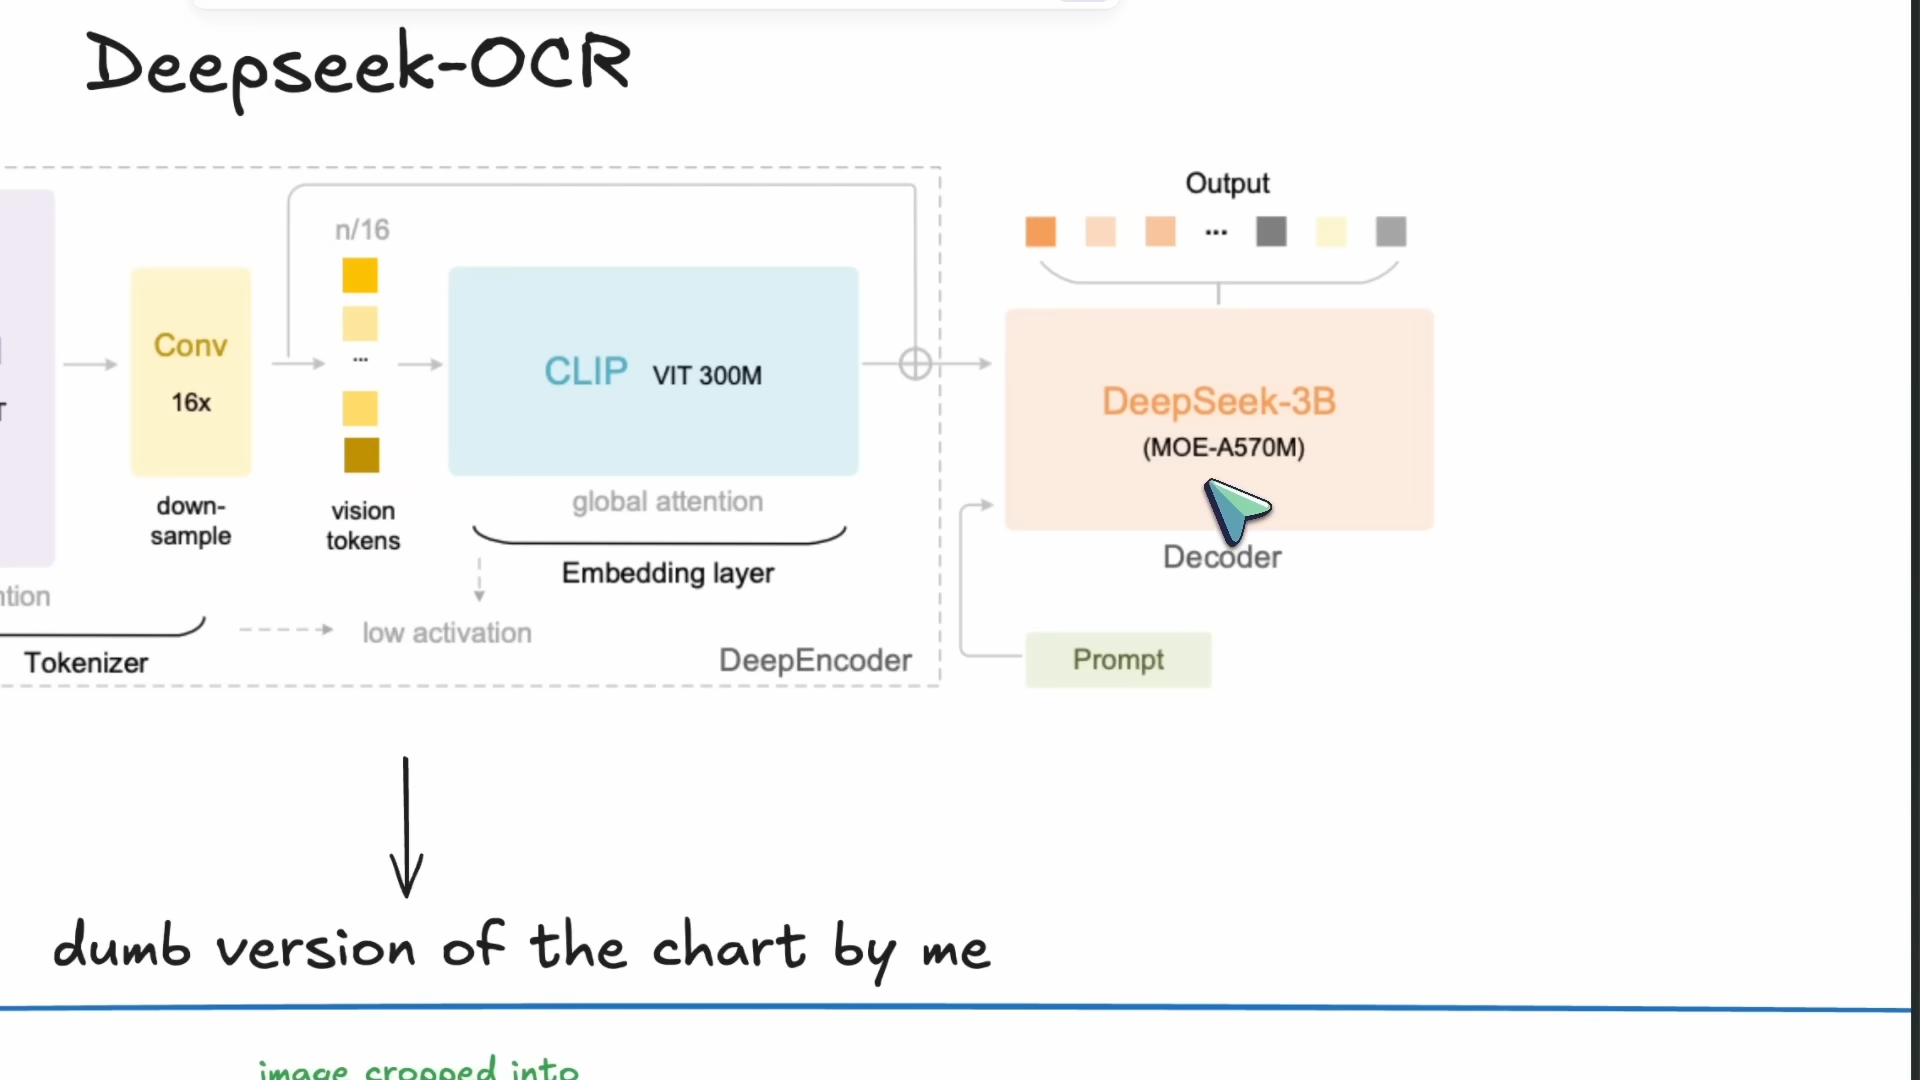 Deepseek-OCR
Output
n/16
...
Conv
16x
...
CLIP VIT 300M
DeepSeek-3B
(MOE-A570M)
down-
sample
vision
tokens
global attention
Embedding layer
Decoder
low activation
Tokenizer
DeepEncoder
Prompt
dumb version of the chart by me
image cropped into